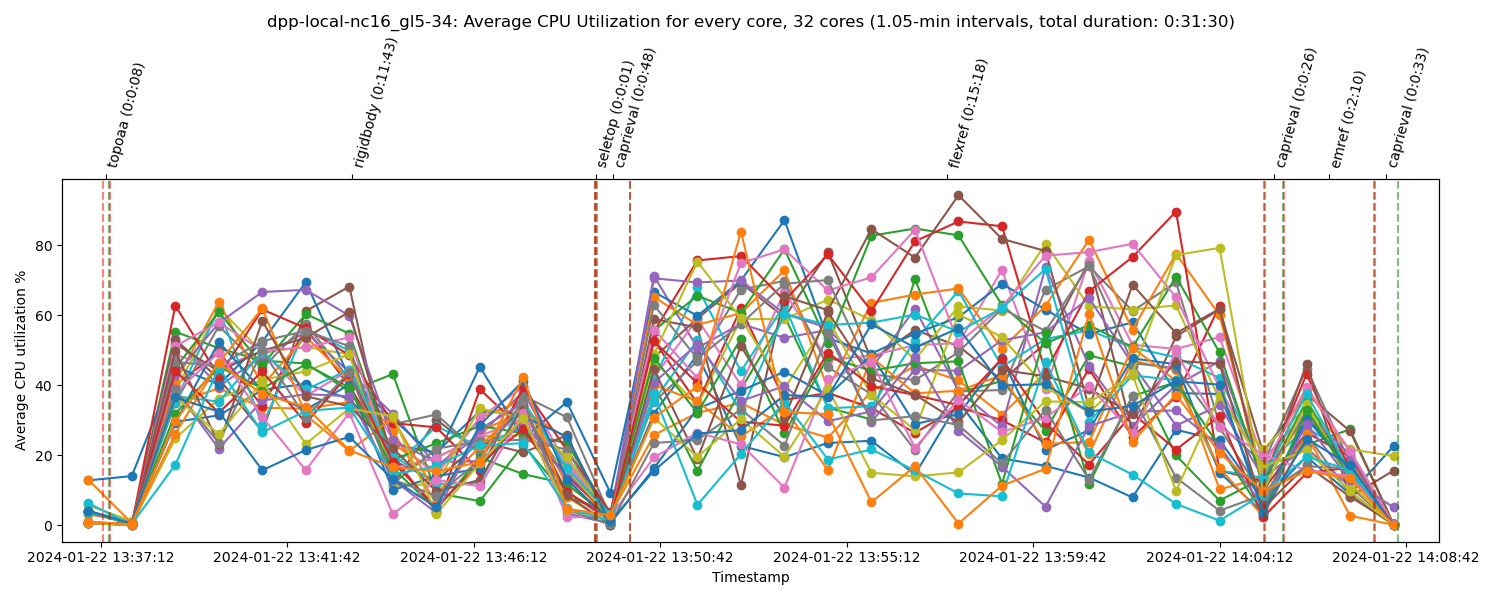 dpp-local-nc16_gl5-34: Average CPU Utilization for every core, 32 cores (1.05-min intervals, total duration: 0:31:30)
topoaa (0:0:08)
rigidbody (0:11:43)
seletop (0:0:01)
caprieval (0:0:48)
flexref (0:15:18)
caprieval (0:0:26)
emref (0:2:10)
caprieval (0:0:33)
Average CPU utilization %
80
60
40
20
0
2024-01-22 13:37:12
2024-01-22 13:41:42
2024-01-22 13:46:12
2024-01-22 13:50:42
2024-01-22 13:55:12
2024-01-22 13:59:42
2024-01-22 14:04:12
2024-01-22 14:08:42
Timestamp